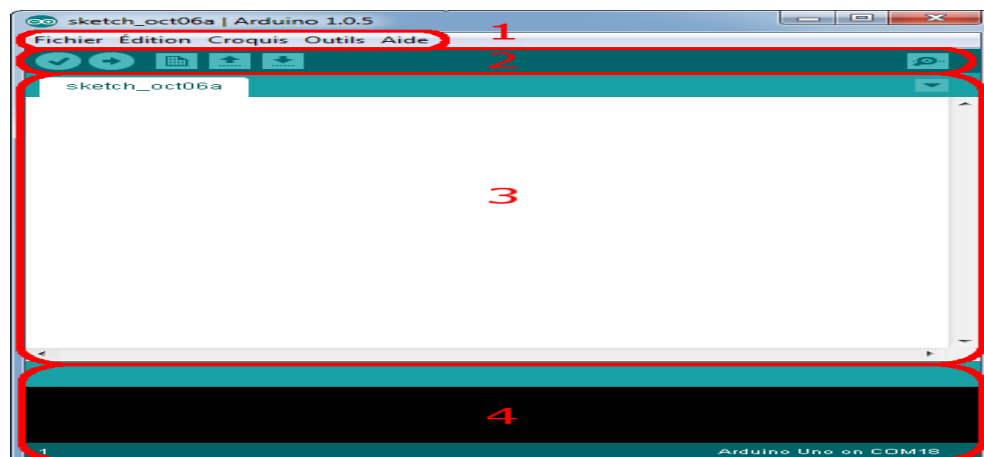 sketch_oct06a | Arduino 1.0.5
Fichier Édition Croquis Outils Aide
1
2
sketch_oct06a
3
4
1
Arduino Uno on COM18